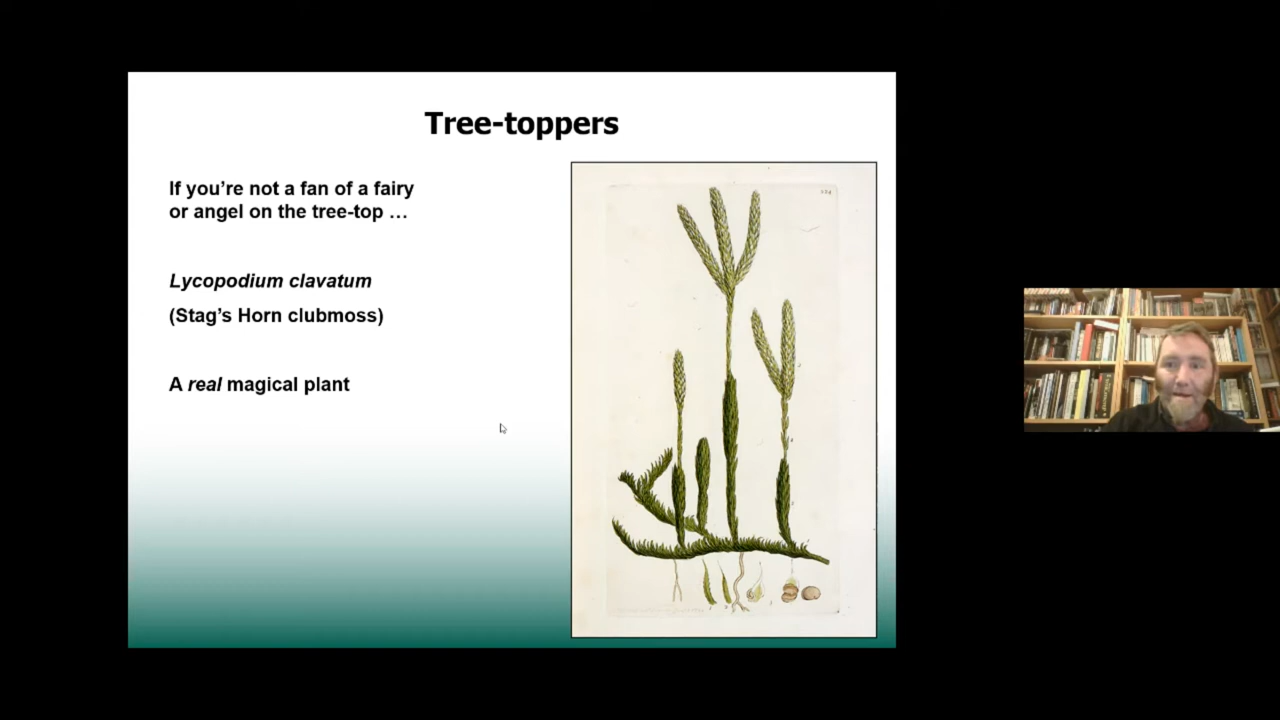 Tree-toppers
If you’re not a fan of a fairy
or angel on the tree-top …
Lycopodium clavatum
(Stag’s Horn clubmoss)
A real magical plant